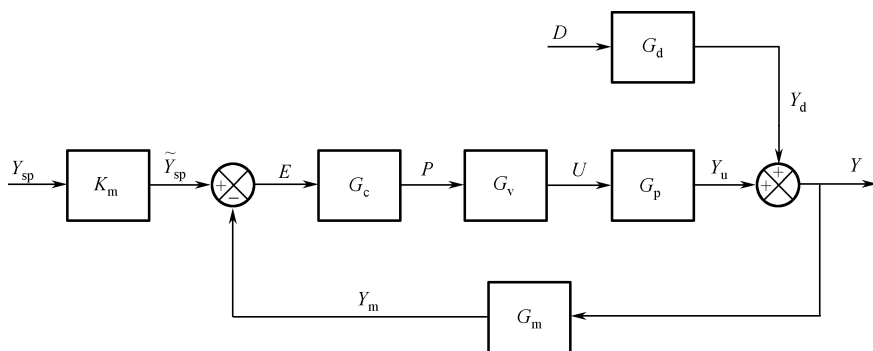 D
G_d
Y_d
Y_sp
K_m
Ỹ_sp
+
−
E
G_c
P
G_v
U
G_p
Y_u
+
+
Y
Y_m
G_m